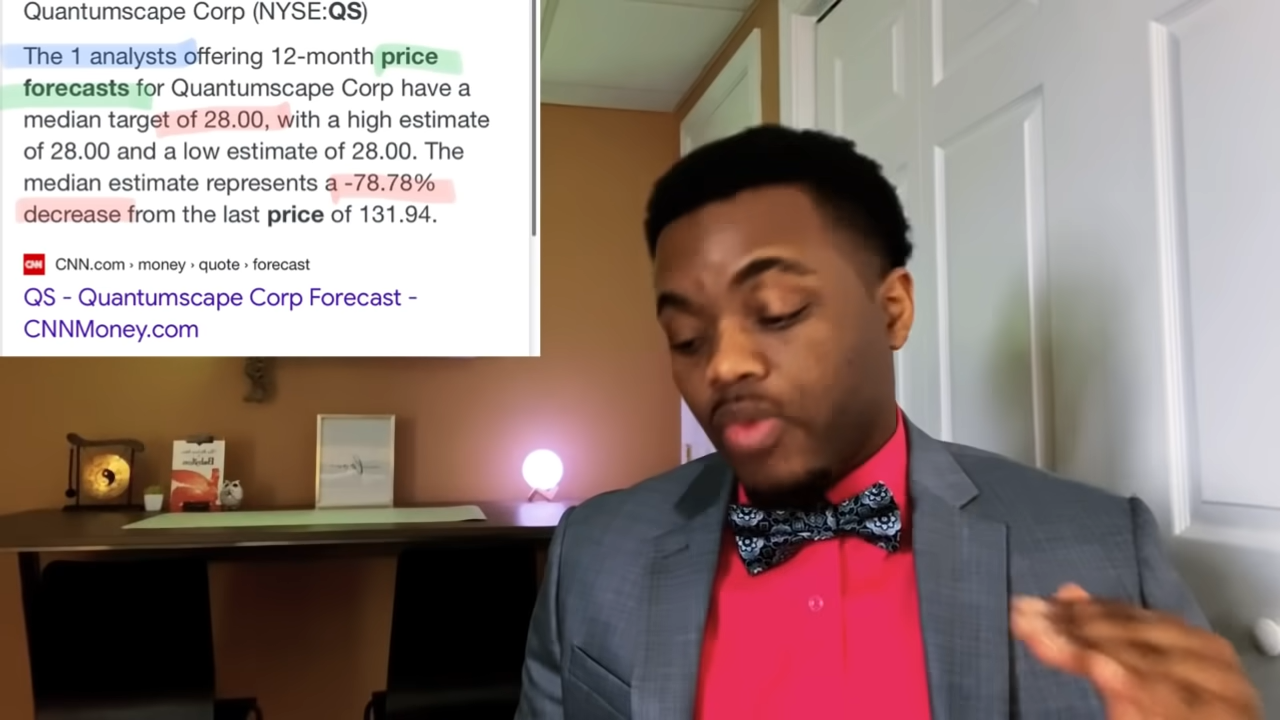 Quantumscape Corp (NYSE:QS)
The 1 analysts offering 12-month price
forecasts for Quantumscape Corp have a
median target of 28.00, with a high estimate
of 28.00 and a low estimate of 28.00. The
median estimate represents a -78.78%
decrease from the last price of 131.94.
CNN
CNN.com › money › quote › forecast
QS - Quantumscape Corp Forecast -
CNNMoney.com